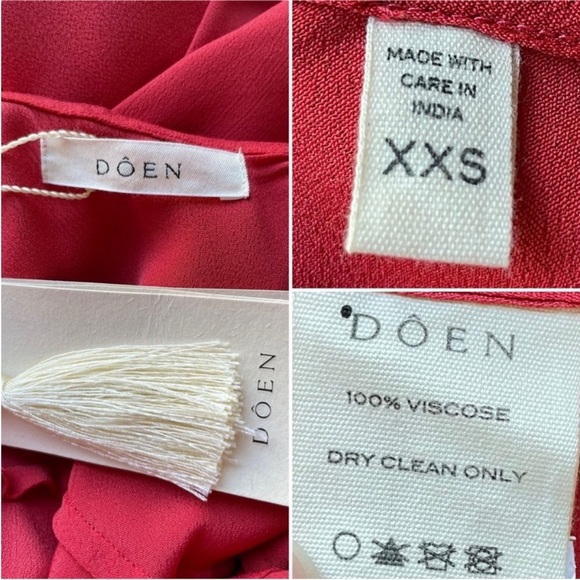 DÔEN
MADE WITH
CARE IN
INDIA
XXS
DÔEN
DÔEN
100% VISCOSE
DRY CLEAN ONLY